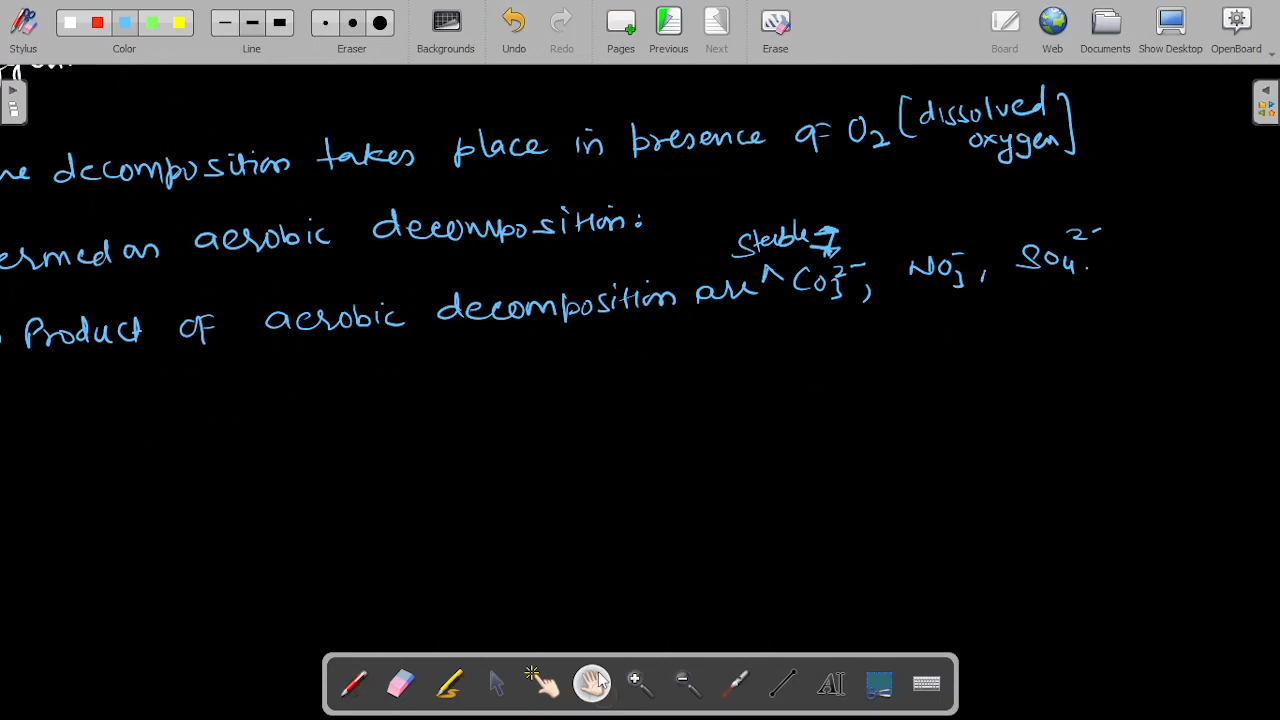 Stylus Color Line Eraser Backgrounds Undo Redo Pages Previous Next Erase Board Web Documents Show Desktop OpenBoard
decomposition takes place in presence of O2 [dissolved oxygen]
ermed as aerobic decomposition.
Stable
Product of aerobic decomposition are ^ CO3^2-, NO3^-, SO4^2-.
AI